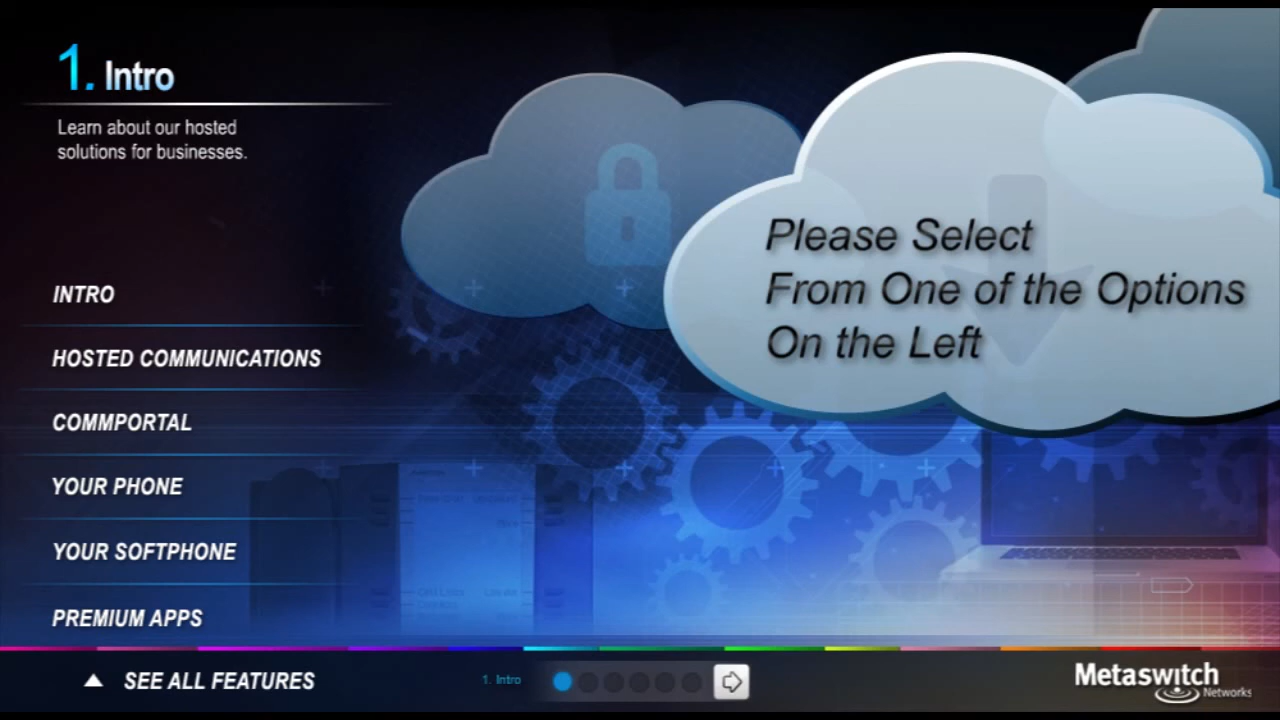 1. Intro
Learn about our hosted
solutions for businesses.
Please Select
From One of the Options
On the Left
INTRO
HOSTED COMMUNICATIONS
COMMPORTAL
YOUR PHONE
YOUR SOFTPHONE
PREMIUM APPS
SEE ALL FEATURES
1. Intro
Metaswitch
Networks